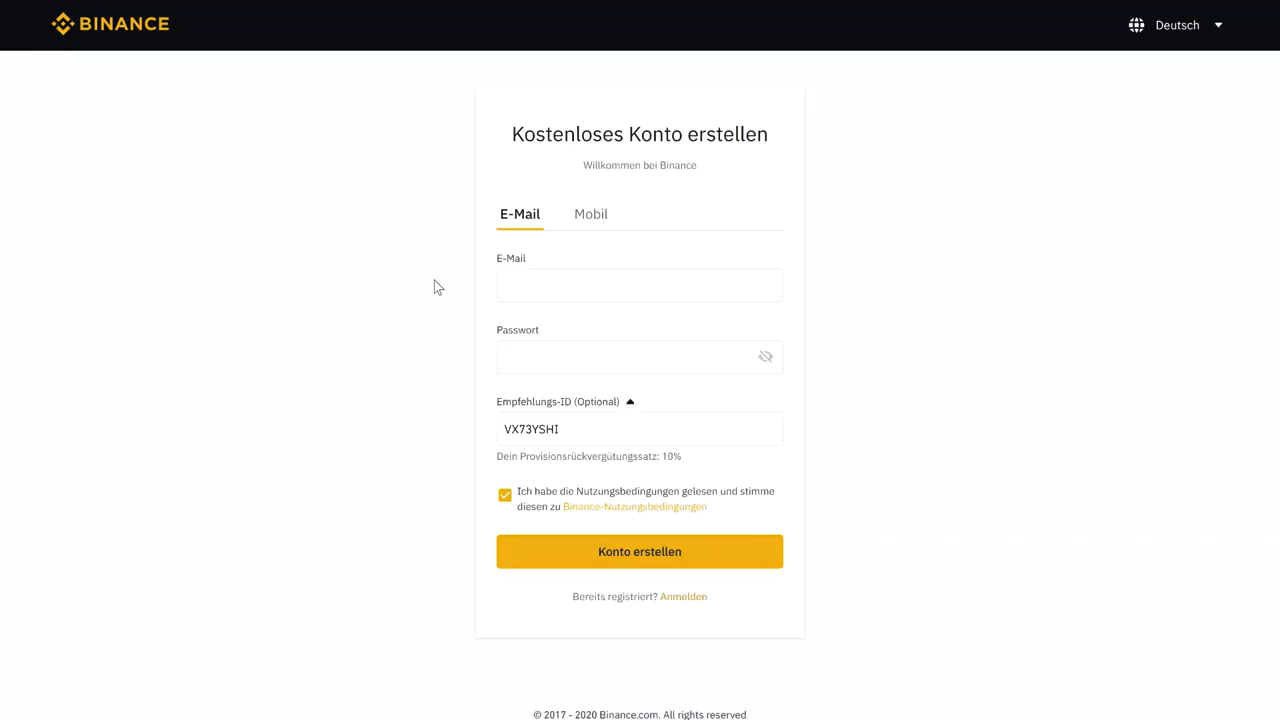 BINANCE
Deutsch
Kostenloses Konto erstellen
Willkommen bei Binance
E-Mail
Mobil
E-Mail
Passwort
Empfehlungs-ID (Optional)
VX73YSHI
Dein Provisionsrückvergütungssatz: 10%
Ich habe die Nutzungsbedingungen gelesen und stimme
diesen zu Binance-Nutzungsbedingungen
Konto erstellen
Bereits registriert? Anmelden
© 2017 - 2020 Binance.com. All rights reserved